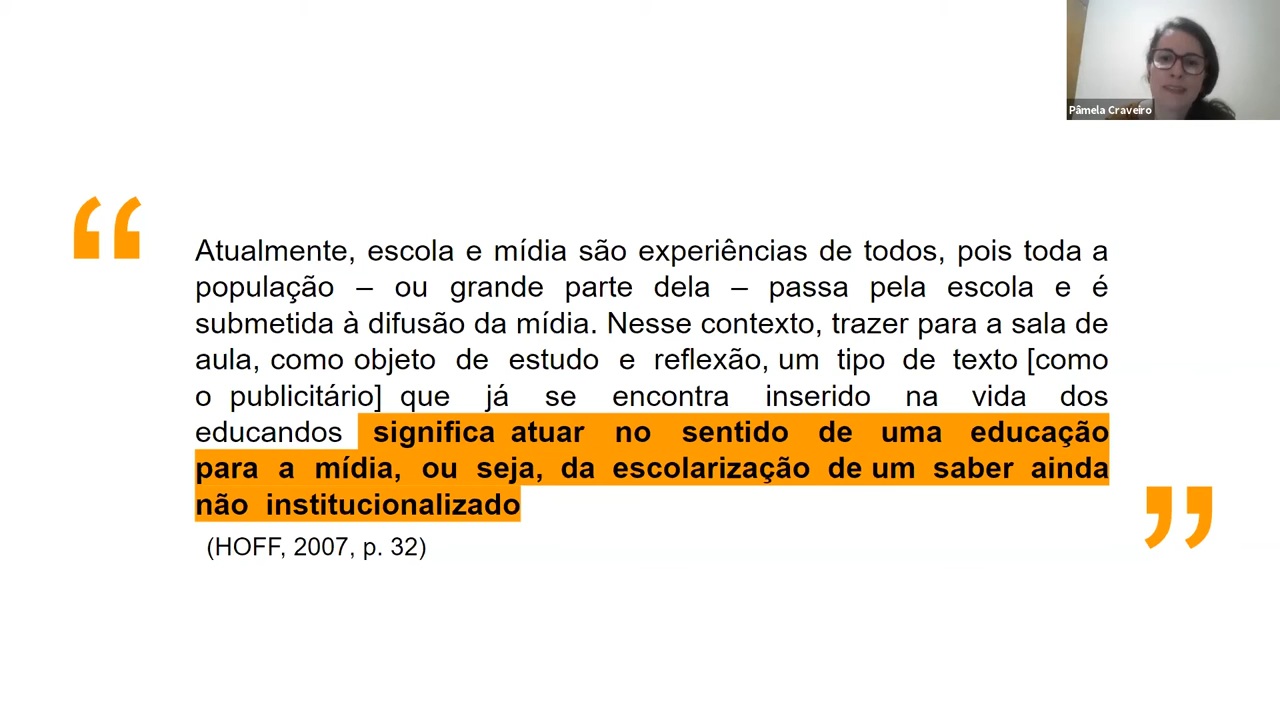 Pâmela Craveiro
“
Atualmente, escola e mídia são experiências de todos, pois toda a
população – ou grande parte dela – passa pela escola e é
submetida à difusão da mídia. Nesse contexto, trazer para a sala de
aula, como objeto de estudo e reflexão, um tipo de texto [como
o publicitário] que já se encontra inserido na vida dos
educandos significa atuar no sentido de uma educação
para a mídia, ou seja, da escolarização de um saber ainda
não institucionalizado
”
(HOFF, 2007, p. 32)